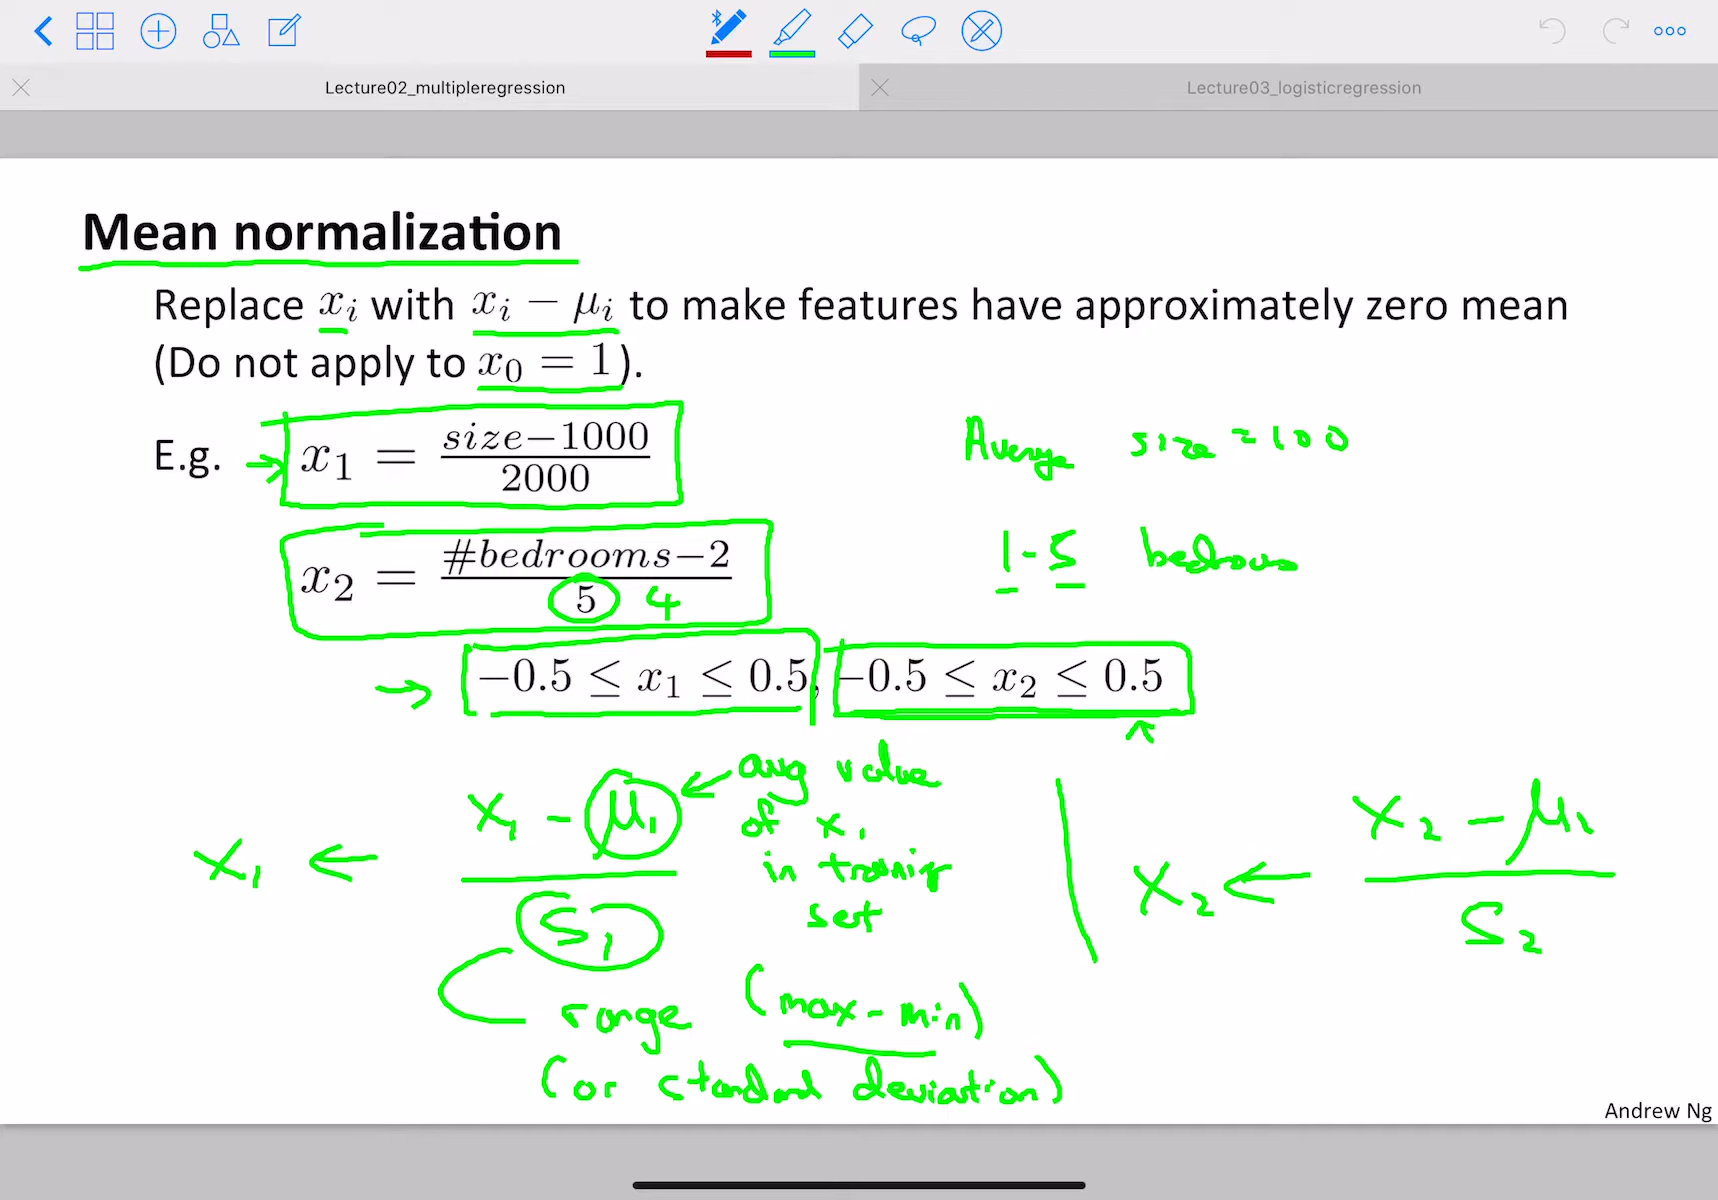 Lecture02_multipleregression
Lecture03_logisticregression
Mean normalization
Replace xᵢ with xᵢ − μᵢ to make features have approximately zero mean
(Do not apply to x₀ = 1).
E.g. → x₁ = (size−1000)/2000
Average size = 100
x₂ = (#bedrooms−2)/5 4
1-5 bedrooms
→ −0.5 ≤ x₁ ≤ 0.5, −0.5 ≤ x₂ ≤ 0.5
x₁ ← (x₁ − μ₁)/S₁
avg value
of x₁
in training
set
range (max-min)
(or standard deviation)
x₂ ← (x₂ − μ₂)/S₂
Andrew Ng